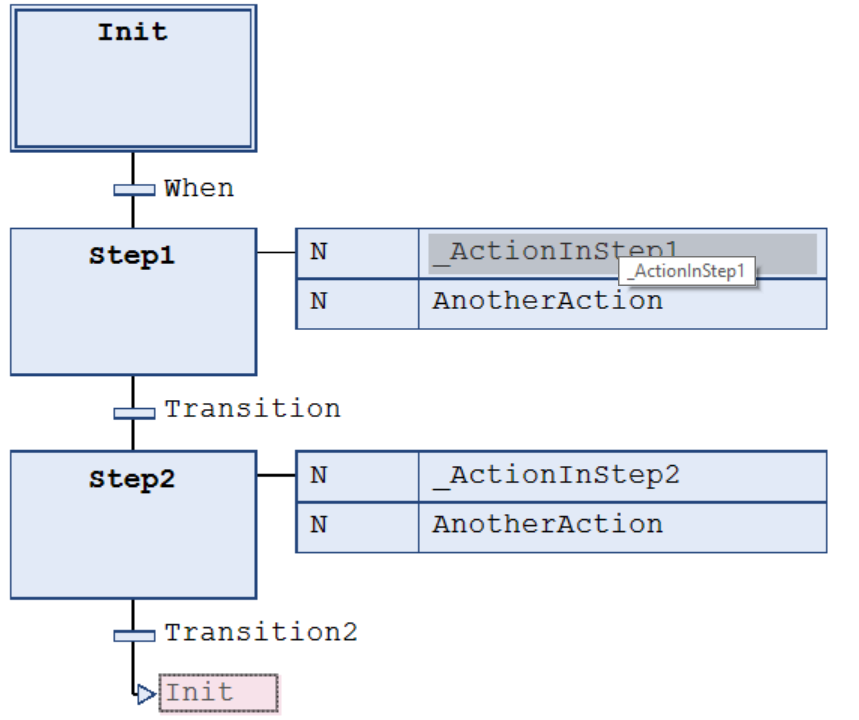 Init
When
Step1
N _ActionInStep1
_ActionInStep1
N AnotherAction
Transition
Step2
N _ActionInStep2
N AnotherAction
Transition2
Init